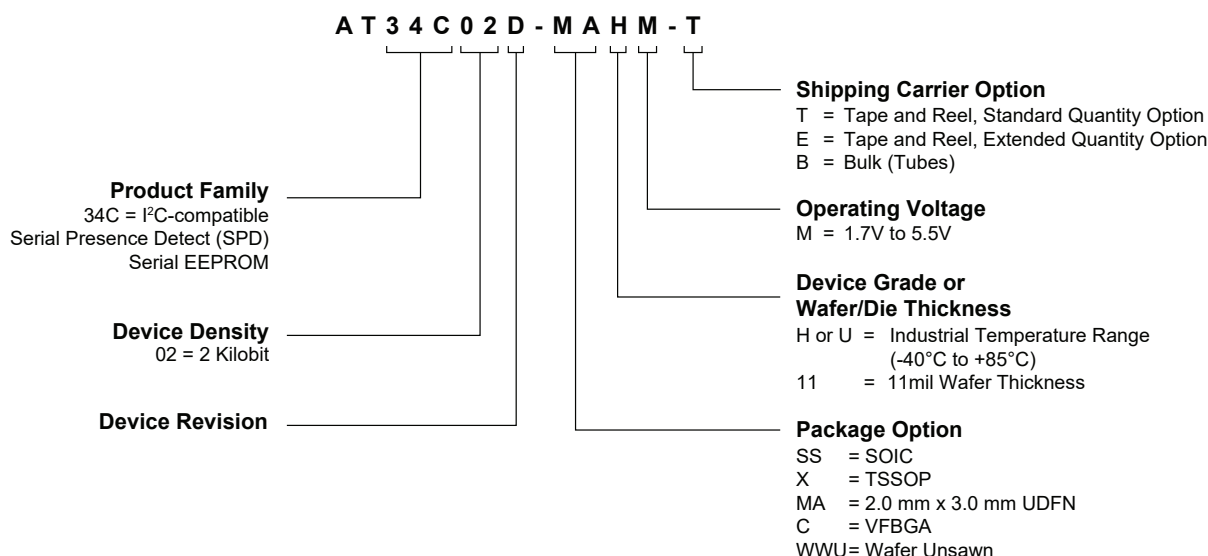 AT34C02D-MAHM-T
Product Family
34C = I²C-compatible
Serial Presence Detect (SPD)
Serial EEPROM
Device Density
02 = 2 Kilobit
Device Revision
Shipping Carrier Option
T = Tape and Reel, Standard Quantity Option
E = Tape and Reel, Extended Quantity Option
B = Bulk (Tubes)
Operating Voltage
M = 1.7V to 5.5V
Device Grade or
Wafer/Die Thickness
H or U = Industrial Temperature Range
(-40°C to +85°C)
11 = 11mil Wafer Thickness
Package Option
SS = SOIC
X = TSSOP
MA = 2.0 mm x 3.0 mm UDFN
C = VFBGA
WWU= Wafer Unsawn